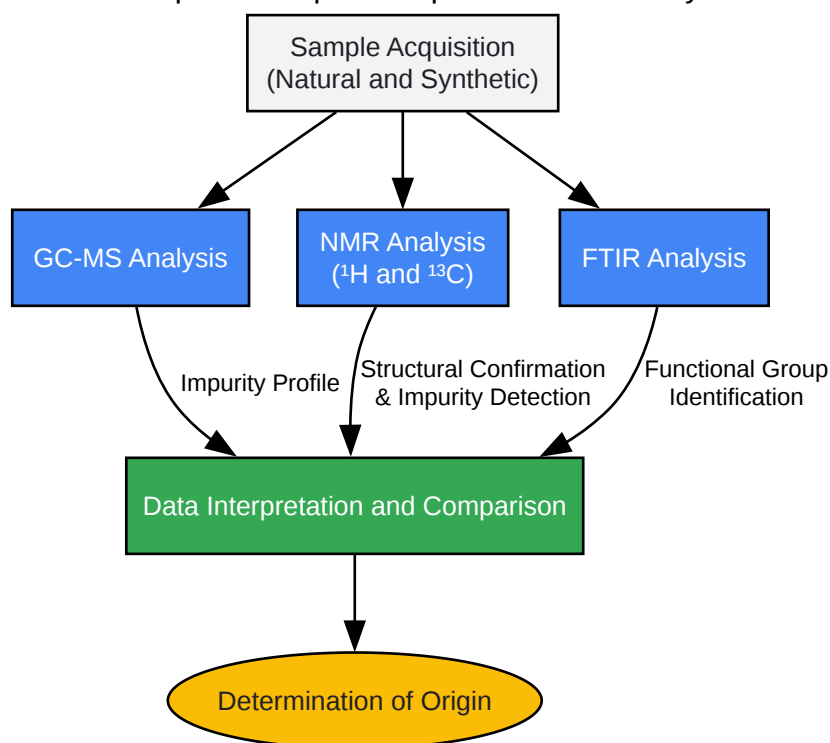 Sample Acquisition
(Natural and Synthetic)
GC-MS Analysis
NMR Analysis
(¹H and ¹³C)
FTIR Analysis
Impurity Profile
Structural Confirmation
& Impurity Detection
Functional Group
Identification
Data Interpretation and Comparison
Determination of Origin